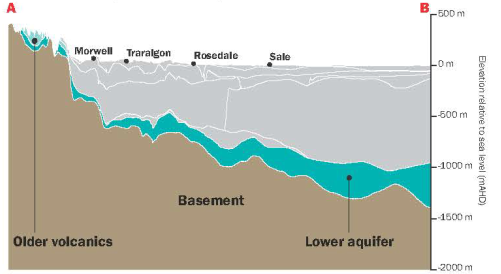 A
B
500 m
Morwell
Traralgon
Rosedale
Sale
0 m
-500 m
-1000 m
-1500 m
-2000 m
Elevation relative to sea level (mAHD)
Basement
Older volcanics
Lower aquifer